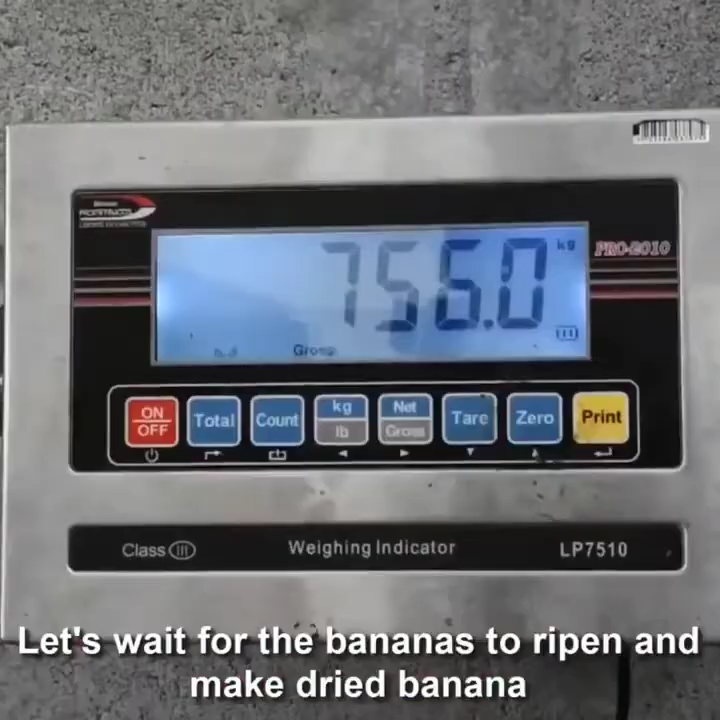 756.0 kg
PRO-2010
Gross
ON OFF
Total
Count
kg lb
Net Gross
Tare
Zero
Print
Class III
Weighing Indicator
LP7510
Let's wait for the bananas to ripen and
make dried banana